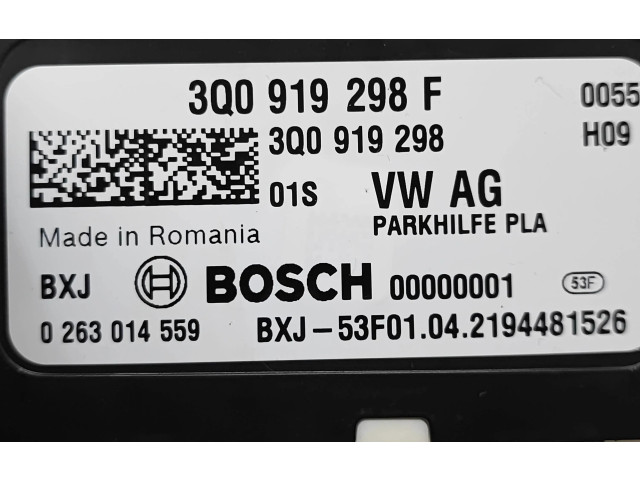 3Q0 919 298 F 0055
3Q0 919 298 H09
01S VW AG
PARKHILFE PLA
Made in Romania
BXJ BOSCH 00000001 53F
0 263 014 559 BXJ-53F01.04.2194481526